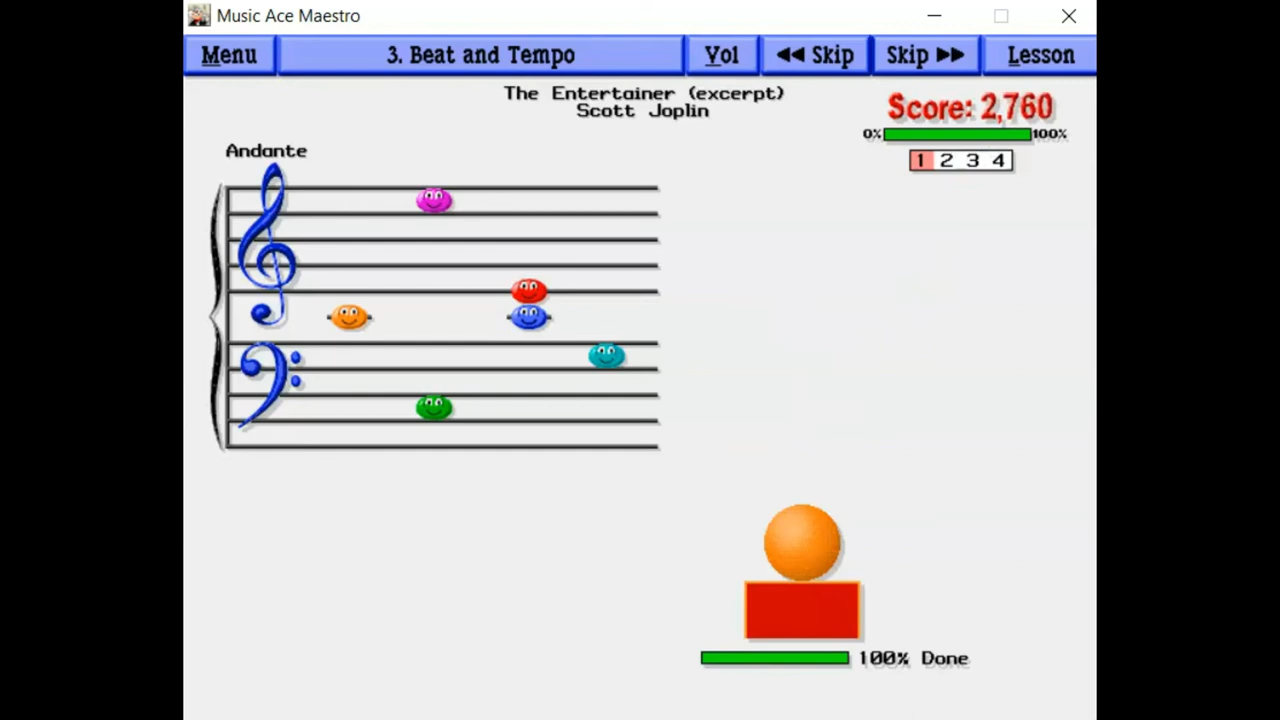 Music Ace Maestro
Menu
3. Beat and Tempo
Vol
Skip
Skip
Lesson
The Entertainer (excerpt)
Scott Joplin
Score: 2,760
0% 100%
1 2 3 4
Andante
100% Done